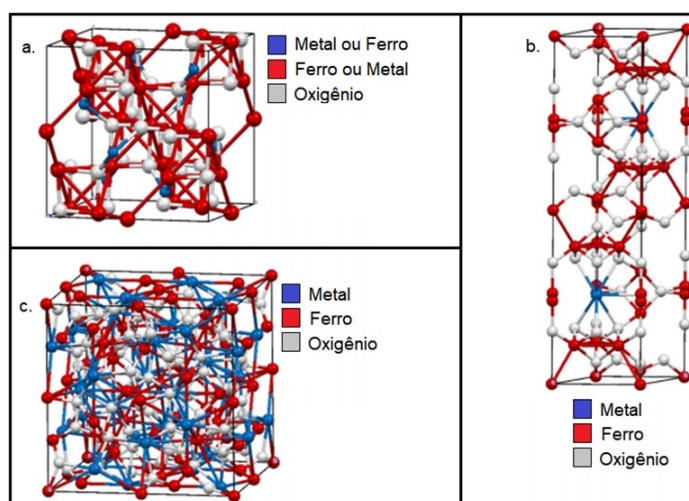 a.
Metal ou Ferro
Ferro ou Metal
Oxigênio
b.
Metal
Ferro
Oxigênio
c.
Metal
Ferro
Oxigênio